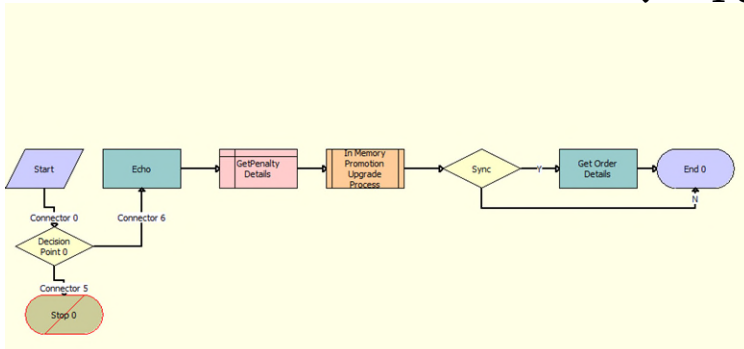 Start
Echo
GetPenalty
Details
In Memory
Promotion
Upgrade
Process
Sync
Y
Get Order
Details
End 0
N
Connector 0
Connector 6
Decision
Point 0
Connector 5
Stop 0